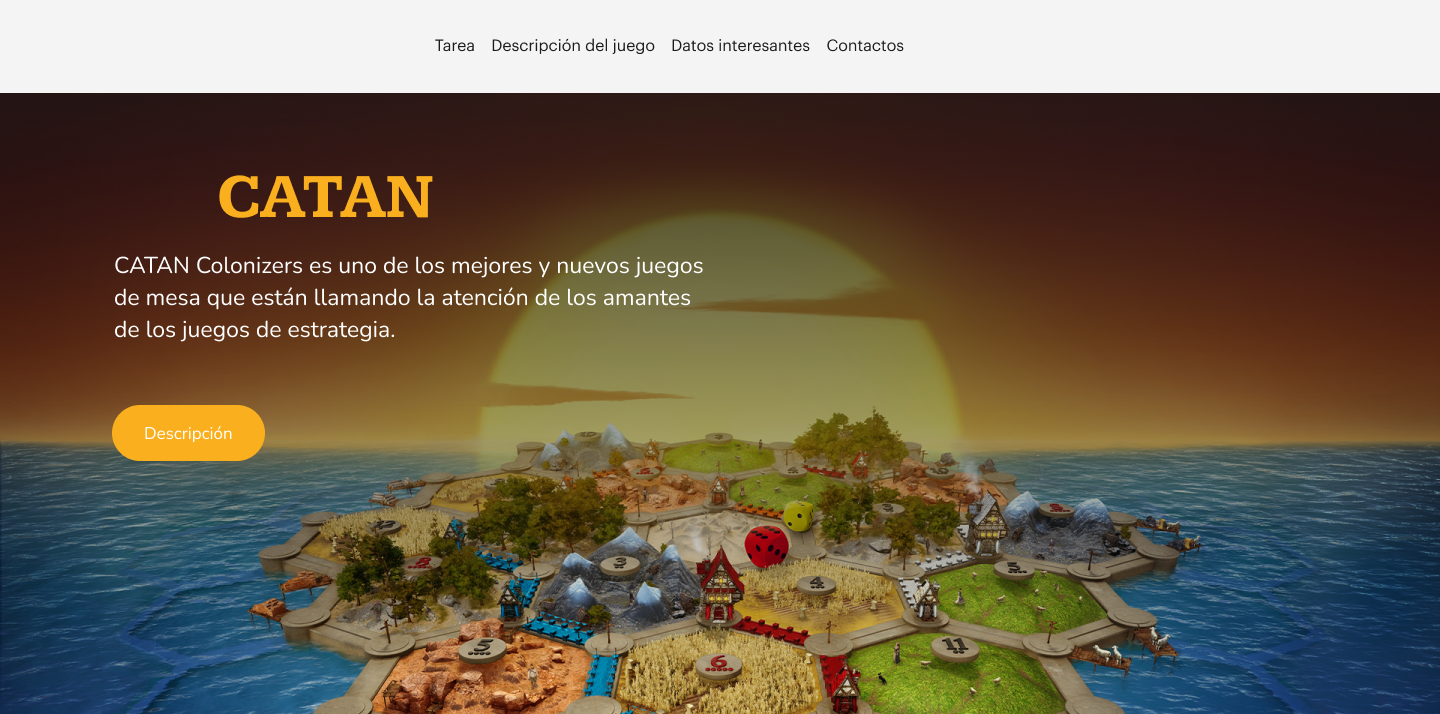 Tarea Descripción del juego Datos interesantes Contactos
CATAN
CATAN Colonizers es uno de los mejores y nuevos juegos
de mesa que están llamando la atención de los amantes
de los juegos de estrategia.
Descripción
3
4
5
5
6
11